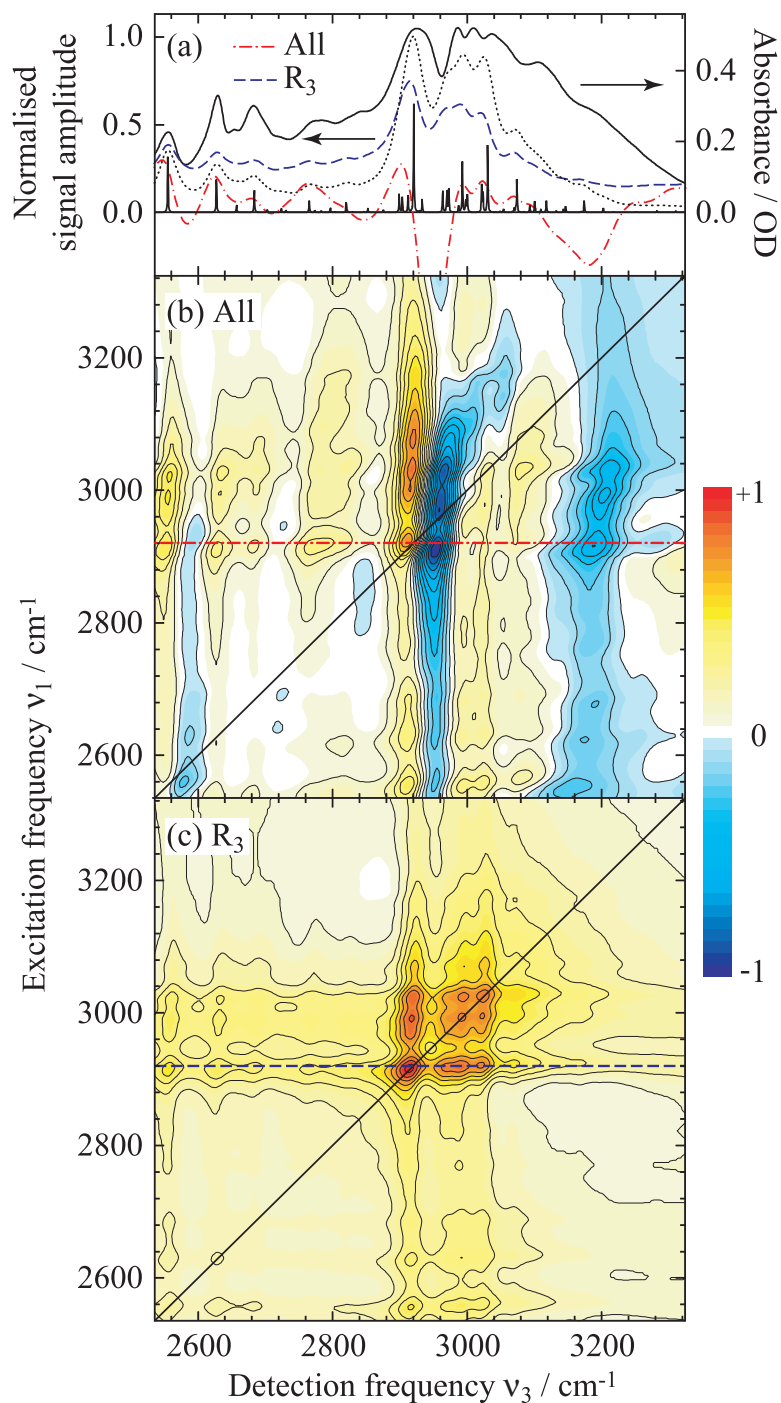 (a)
All
R3
1.0
0.5
0.0
Normalised
signal amplitude
0.4
0.2
0.0
Absorbance / OD
(b) All
3200
3000
2800
2600
(c) R3
3200
3000
2800
2600
Excitation frequency ν1 / cm-1
+1
0
-1
2600 2800 3000 3200
Detection frequency ν3 / cm-1